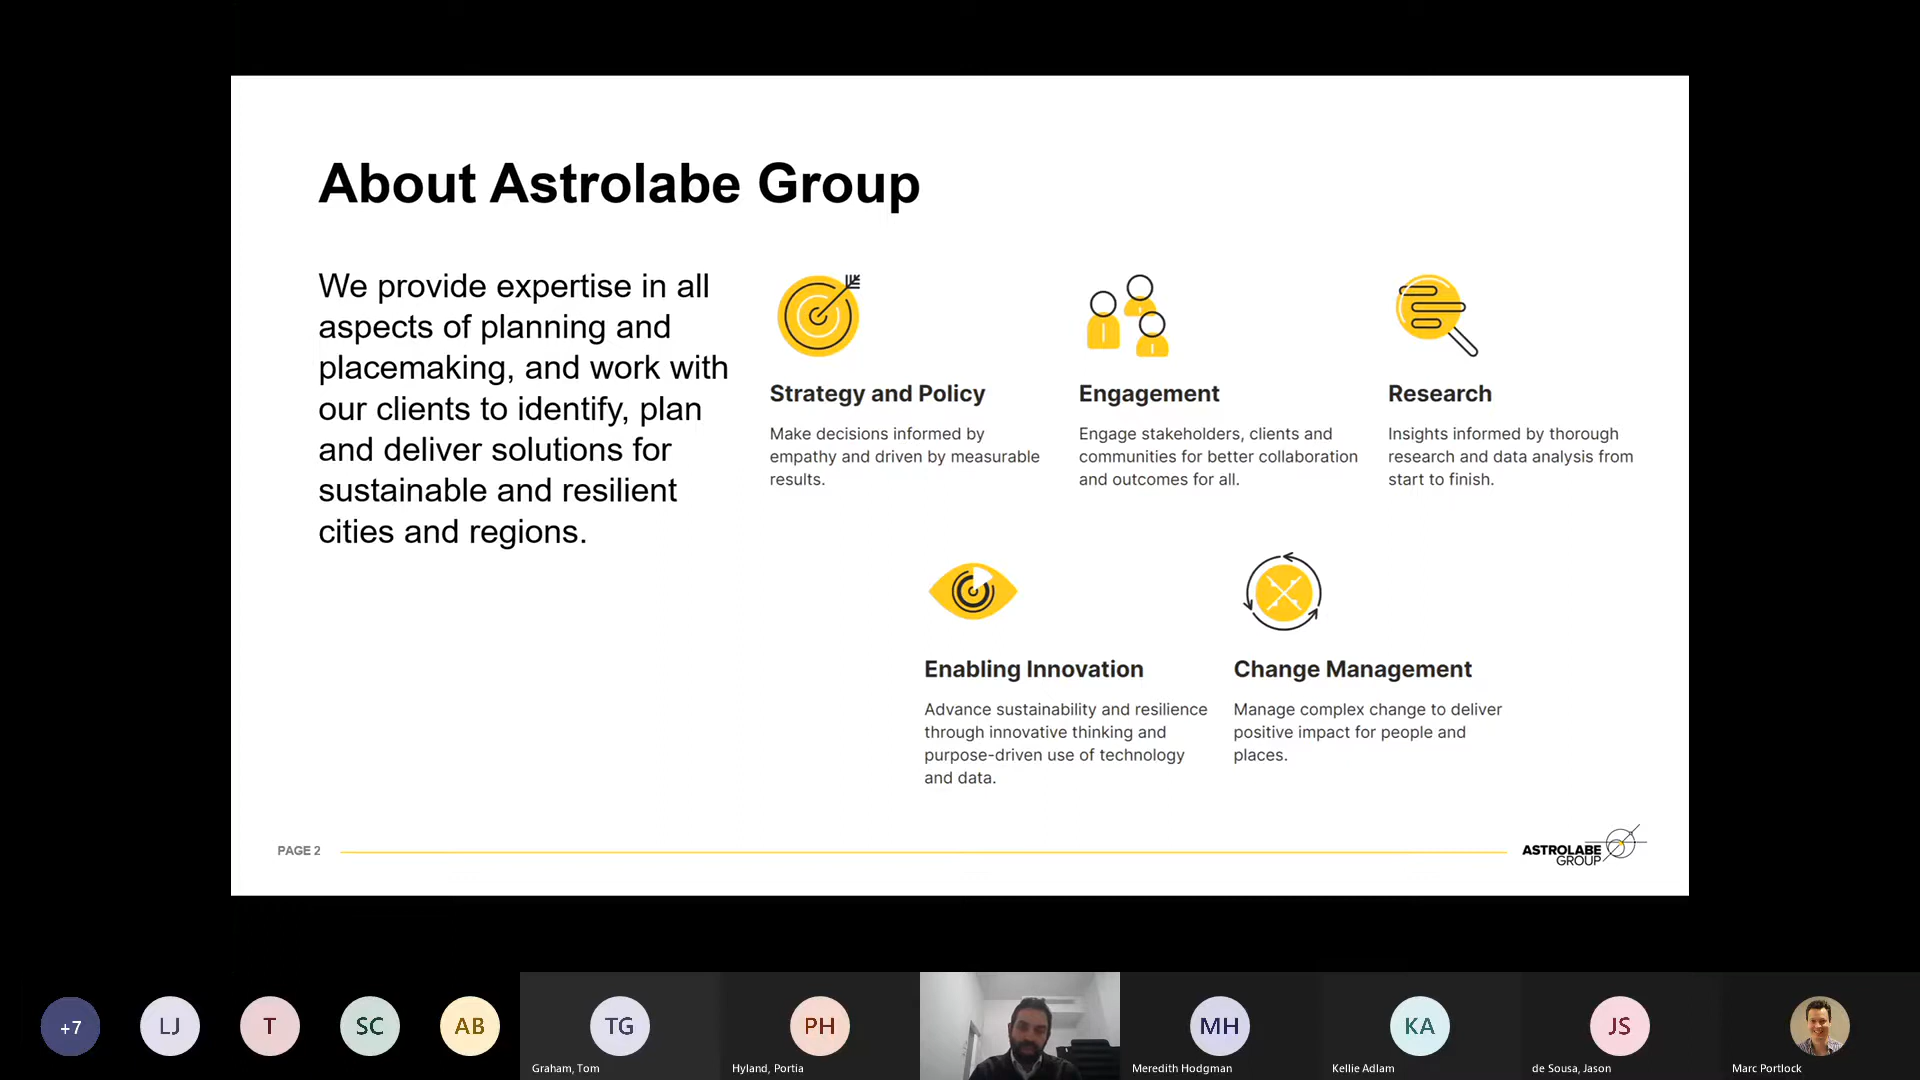 About Astrolabe Group
We provide expertise in all
aspects of planning and
placemaking, and work with
our clients to identify, plan
and deliver solutions for
sustainable and resilient
cities and regions.
Strategy and Policy
Make decisions informed by
empathy and driven by measurable
results.
Engagement
Engage stakeholders, clients and
communities for better collaboration
and outcomes for all.
Research
Insights informed by thorough
research and data analysis from
start to finish.
Enabling Innovation
Advance sustainability and resilience
through innovative thinking and
purpose-driven use of technology
and data.
Change Management
Manage complex change to deliver
positive impact for people and
places.
PAGE 2
ASTROLABE
GROUP
+7
LJ
T
SC
AB
TG
Graham, Tom
PH
Hyland, Portia
MH
Meredith Hodgman
KA
Kellie Adlam
JS
de Sousa, Jason
Marc Portlock